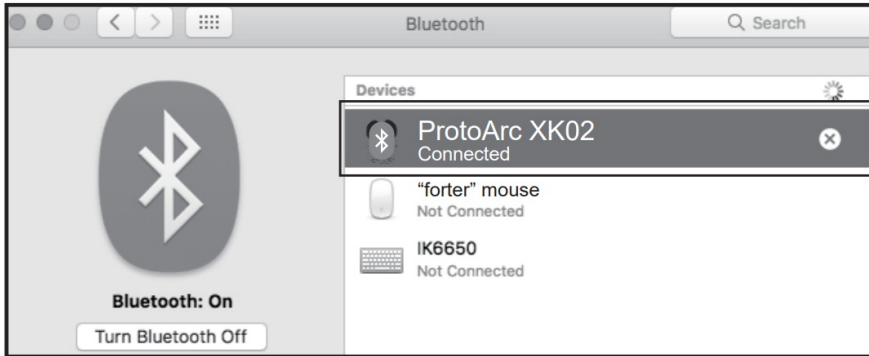 Bluetooth
Search
Devices
ProtoArc XK02
Connected
“forter” mouse
Not Connected
IK6650
Not Connected
Bluetooth: On
Turn Bluetooth Off